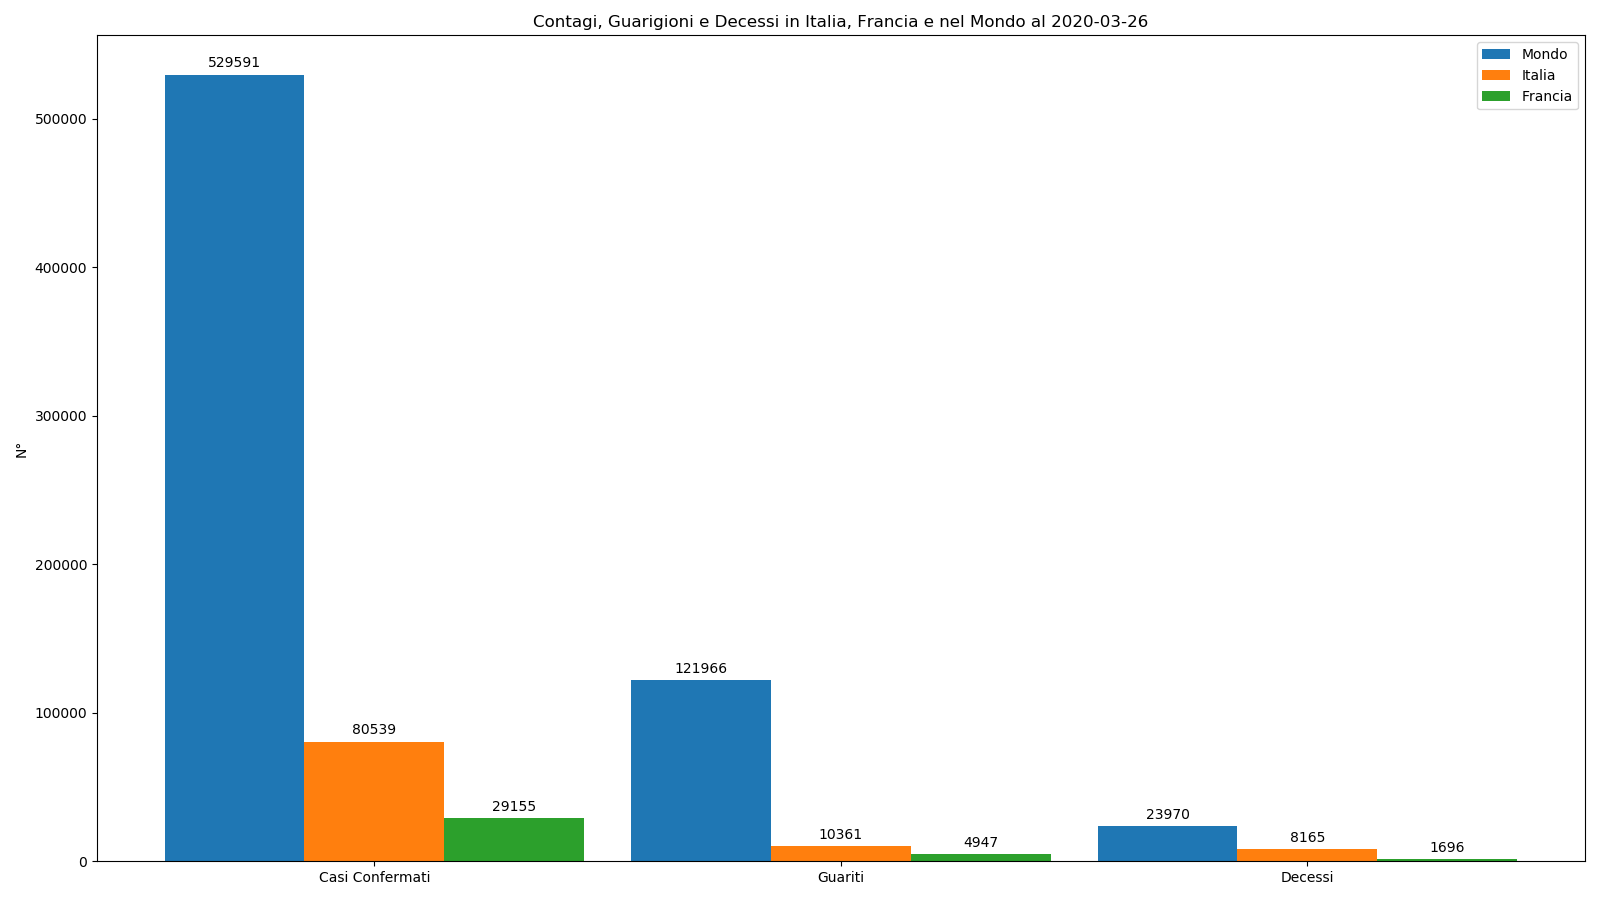 Contagi, Guarigioni e Decessi in Italia, Francia e nel Mondo al 2020-03-26
Mondo
Italia
Francia
N°
500000
400000
300000
200000
100000
0
529591
80539
29155
121966
10361
4947
23970
8165
1696
Casi Confermati
Guariti
Decessi